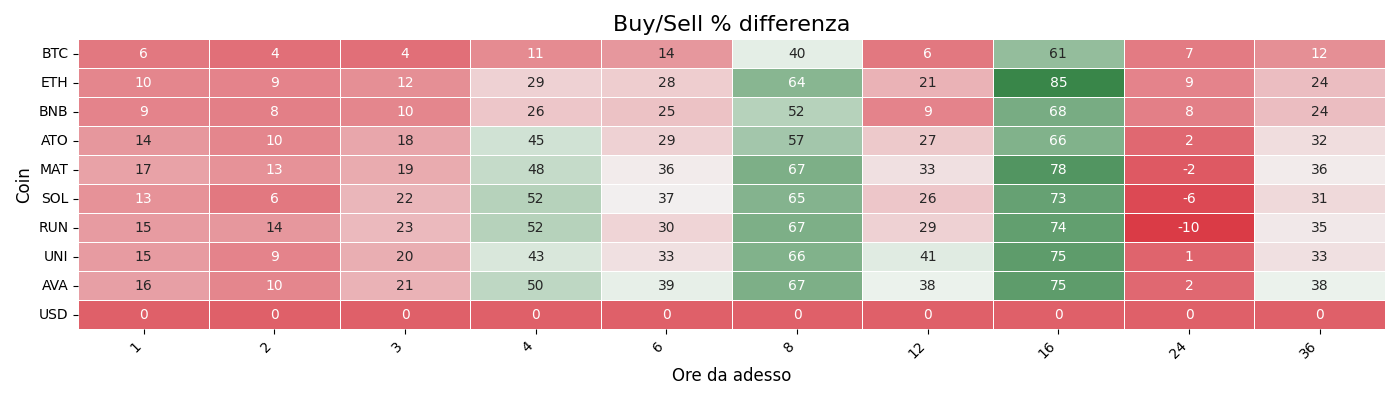 Buy/Sell % differenza
BTC 6 4 4 11 14 40 6 61 7 12
ETH 10 9 12 29 28 64 21 85 9 24
BNB 9 8 10 26 25 52 9 68 8 24
ATO 14 10 18 45 29 57 27 66 2 32
MAT 17 13 19 48 36 67 33 78 -2 36
SOL 13 6 22 52 37 65 26 73 -6 31
RUN 15 14 23 52 30 67 29 74 -10 35
UNI 15 9 20 43 33 66 41 75 1 33
AVA 16 10 21 50 39 67 38 75 2 38
USD 0 0 0 0 0 0 0 0 0 0
Coin
1 2 3 4 6 8 12 16 24 36
Ore da adesso